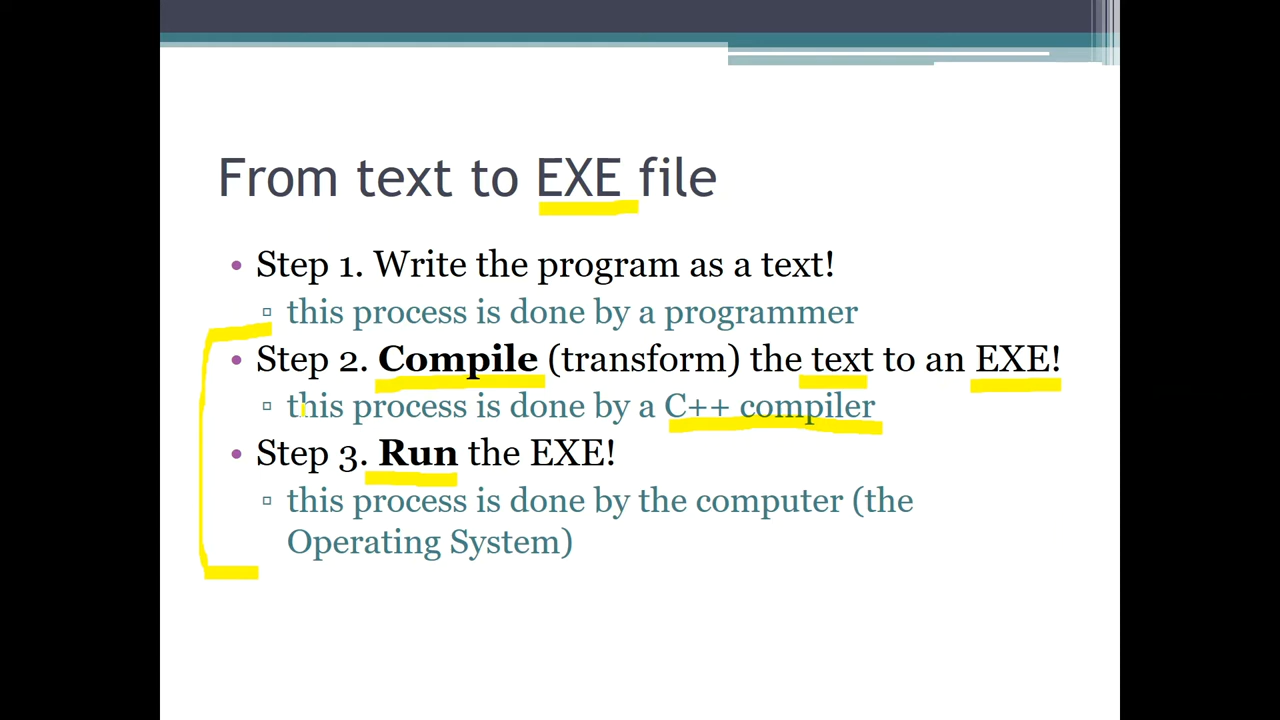 From text to EXE file
• Step 1. Write the program as a text!
▫ this process is done by a programmer
• Step 2. Compile (transform) the text to an EXE!
▫ this process is done by a C++ compiler
• Step 3. Run the EXE!
▫ this process is done by the computer (the
Operating System)